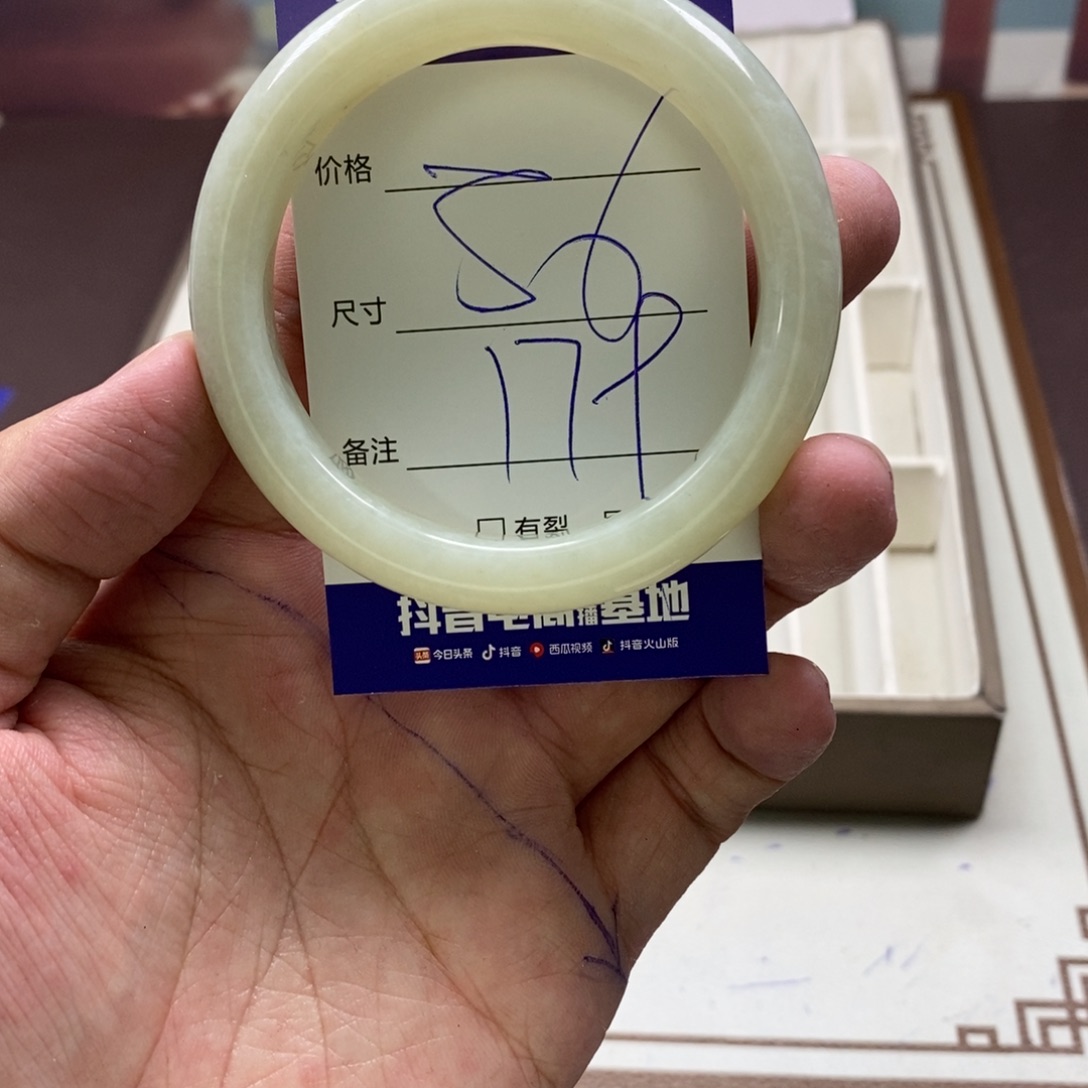 价格
56
尺寸
179
备注
□ 有裂
抖音电商直播基地
今日头条 抖音 西瓜视频 抖音火山版